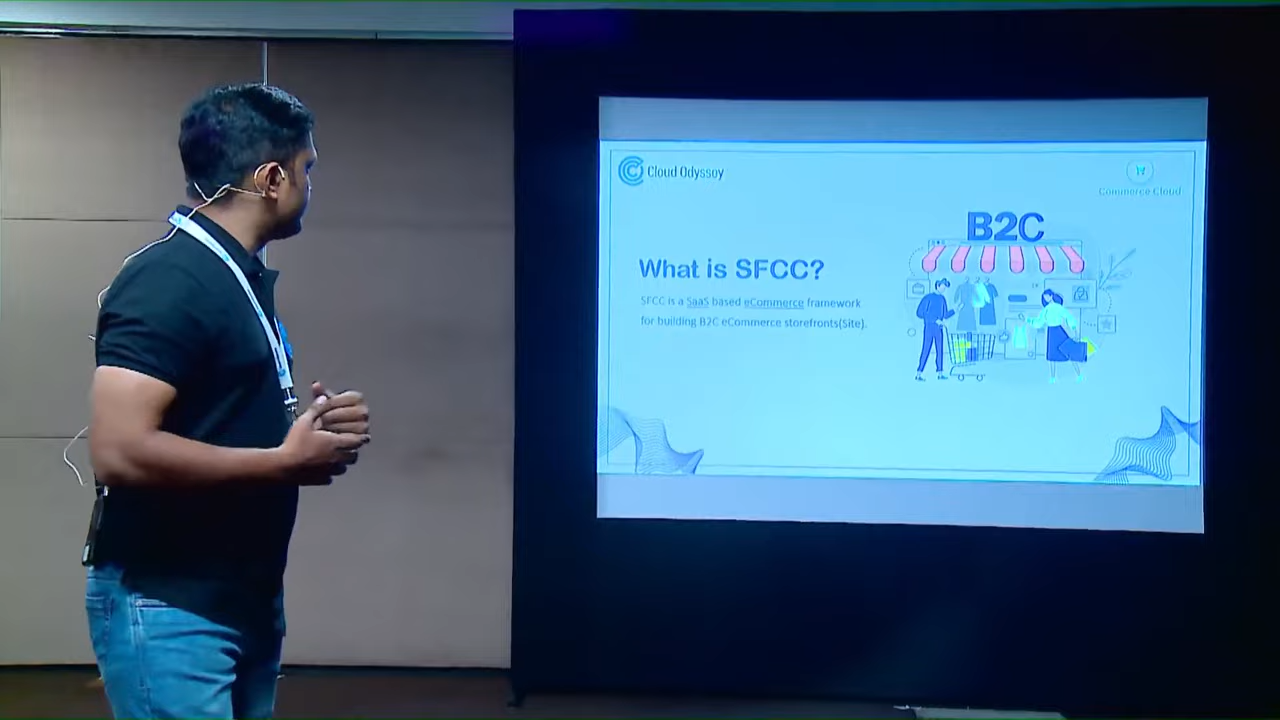 Cloud Odyssey
Commerce Cloud
B2C
What is SFCC?
SFCC is a SaaS based eCommerce framework
for building B2C eCommerce storefronts(Site).